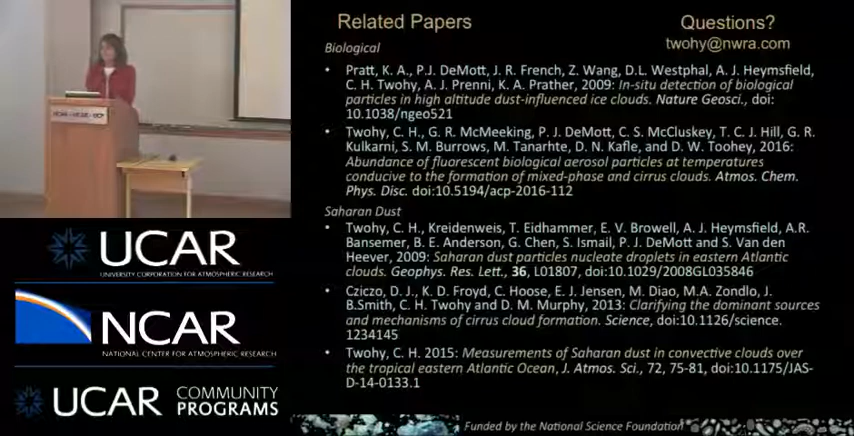 Related Papers
Questions?
twohy@nwra.com
Biological
• Pratt, K. A., P.J. DeMott, J. R. French, Z. Wang, D.L. Westphal, A. J. Heymsfield,
C. H. Twohy, A. J. Prenni, K. A. Prather, 2009: In-situ detection of biological
particles in high altitude dust-influenced ice clouds. Nature Geosci., doi:
10.1038/ngeo521
• Twohy, C. H., G. R. McMeeking, P. J. DeMott, C. S. McCluskey, T. C. J. Hill, G. R.
Kulkarni, S. M. Burrows, M. Tanarhte, D. N. Kafle, and D. W. Toohey, 2016:
Abundance of fluorescent biological aerosol particles at temperatures
conducive to the formation of mixed-phase and cirrus clouds. Atmos. Chem.
Phys. Disc. doi:10.5194/acp-2016-112
Saharan Dust
• Twohy, C. H., Kreidenweis, T. Eidhammer, E. V. Browell, A. J. Heymsfield, A.R.
Bansemer, B. E. Anderson, G. Chen, S. Ismail, P. J. DeMott and S. Van den
Heever, 2009: Saharan dust particles nucleate droplets in eastern Atlantic
clouds. Geophys. Res. Lett., 36, L01807, doi:10.1029/2008GL035846
• Cziczo, D. J., K. D. Froyd, C. Hoose, E. J. Jensen, M. Diao, M.A. Zondlo, J.
B.Smith, C. H. Twohy and D. M. Murphy, 2013: Clarifying the dominant sources
and mechanisms of cirrus cloud formation. Science, doi:10.1126/science.
1234145
• Twohy, C. H. 2015: Measurements of Saharan dust in convective clouds over
the tropical eastern Atlantic Ocean, J. Atmos. Sci., 72, 75-81, doi:10.1175/JAS-
D-14-0133.1
Funded by the National Science Foundation
UCAR
UNIVERSITY CORPORATION FOR ATMOSPHERIC RESEARCH
NCAR
NATIONAL CENTER FOR ATMOSPHERIC RESEARCH
UCAR COMMUNITY
PROGRAMS